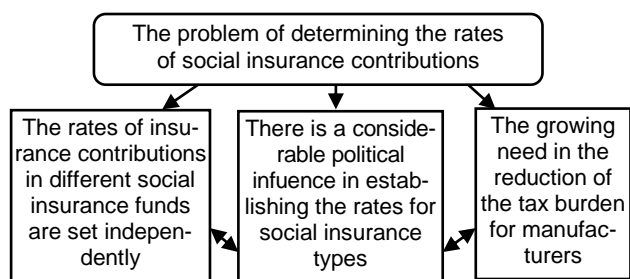 The problem of determining the rates
of social insurance contributions
The rates of insu-
rance contributions
in different social
insurance funds
are set indepen-
dently
There is a conside-
rable political
infuence in estab-
lishing the rates for
social insurance
types
The growing
need in the
reduction of
the tax burden
for manufac-
turers